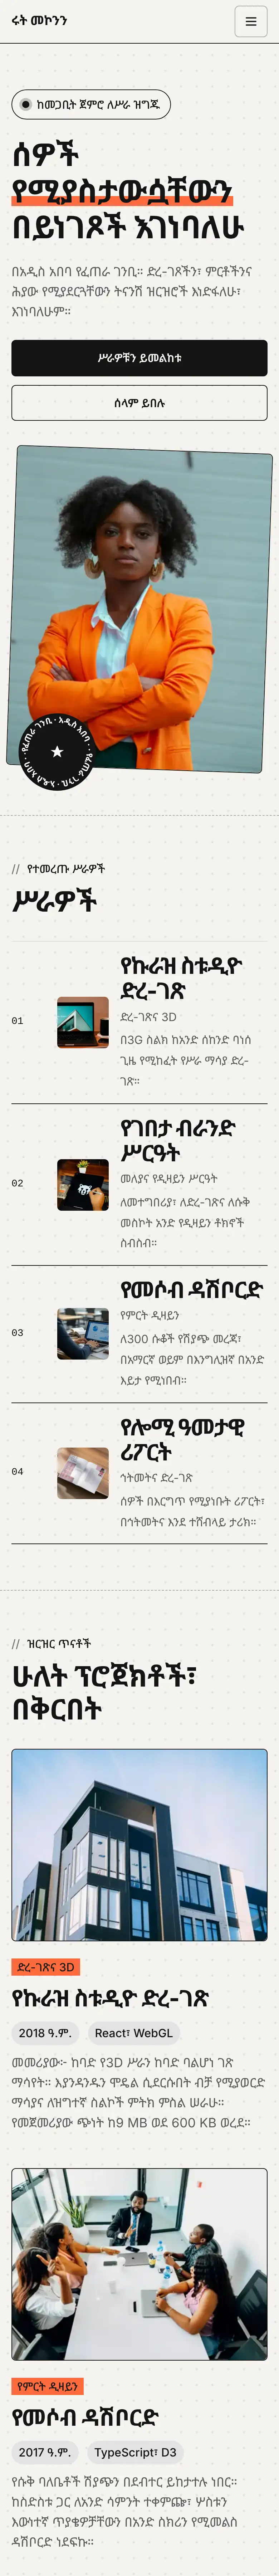 ሩት መኮንን
ከመጋቢት ጀምሮ ለሥራ ዝግጁ
ሰዎች
የሚያስታውሷቸውን
በይነገጾች እገነባለሁ
በአዲስ አበባ የፈጠራ ገንቢ። ድረ-ገጾችን፣ ምርቶችንና
ሕያው የሚያደርጓቸውን ትናንሽ ዝርዝሮች እነድፋለሁ፣
እገነባለሁም።
ሥራዎቼን ይመልከቱ
ሰላም ይበሉ
// የተመረጡ ሥራዎች
ሥራዎች
01
የኩራዝ ስቱዲዮ
ድረ-ገጽ
ድረ-ገጽና 3D
በ3G ስልክ ከአንድ ሰከንድ ባነሰ
ጊዜ የሚከፈት የሥራ ማሳያ ድረ-
ገጽ።
02
የገበታ ብራንድ
ሥርዓት
መለያና የዲዛይን ሥርዓት
ለመተግበሪያ፣ ለድረ-ገጽና ለሱቅ
መስኮት አንድ የዲዛይን ቶክኖች
ስብስብ።
03
የመሶብ ዳሽቦርድ
የምርት ዲዛይን
ለ300 ሱቆች የሽያጭ መረጃ፣
በአማርኛ ወይም በእንግሊዝኛ በአንድ
እይታ የሚነበብ።
04
የሎሚ ዓመታዊ
ሪፖርት
ኅትመትና ድረ-ገጽ
ሰዎች በእርግጥ የሚያነቡት ሪፖርት፣
በኅትመትና እንደ ተሸብላይ ታሪክ።
// ዝርዝር ጥናቶች
ሁለት ፕሮጀክቶች፣
በቅርበት
ድረ-ገጽና 3D
የኩራዝ ስቱዲዮ ድረ-ገጽ
2018 ዓ.ም.
React፣ WebGL
መመሪያው፦ ከባድ የ3D ሥራን ከባድ ባልሆነ ገጽ
ማሳየት። እያንዳንዱን ሞዴል ሲደርሱበት ብቻ የሚያወርድ
ማሳያና ለዝግተኛ ስልኮች ምትክ ምስል ሠራሁ።
የመጀመሪያው ጭነት ከ9 MB ወደ 600 KB ወረደ።
የምርት ዲዛይን
የመሶብ ዳሽቦርድ
2017 ዓ.ም.
TypeScript፣ D3
የሱቅ ባለቤቶች ሽያጭን በደብተር ይከታተሉ ነበር።
ከስድስቱ ጋር ለአንድ ሳምንት ተቀምጬ፣ ሦስቱን
እውነተኛ ጥያቄዎቻቸውን በአንድ ስክሪን የሚመልስ
ዳሽቦርድ ነደፍኩ።